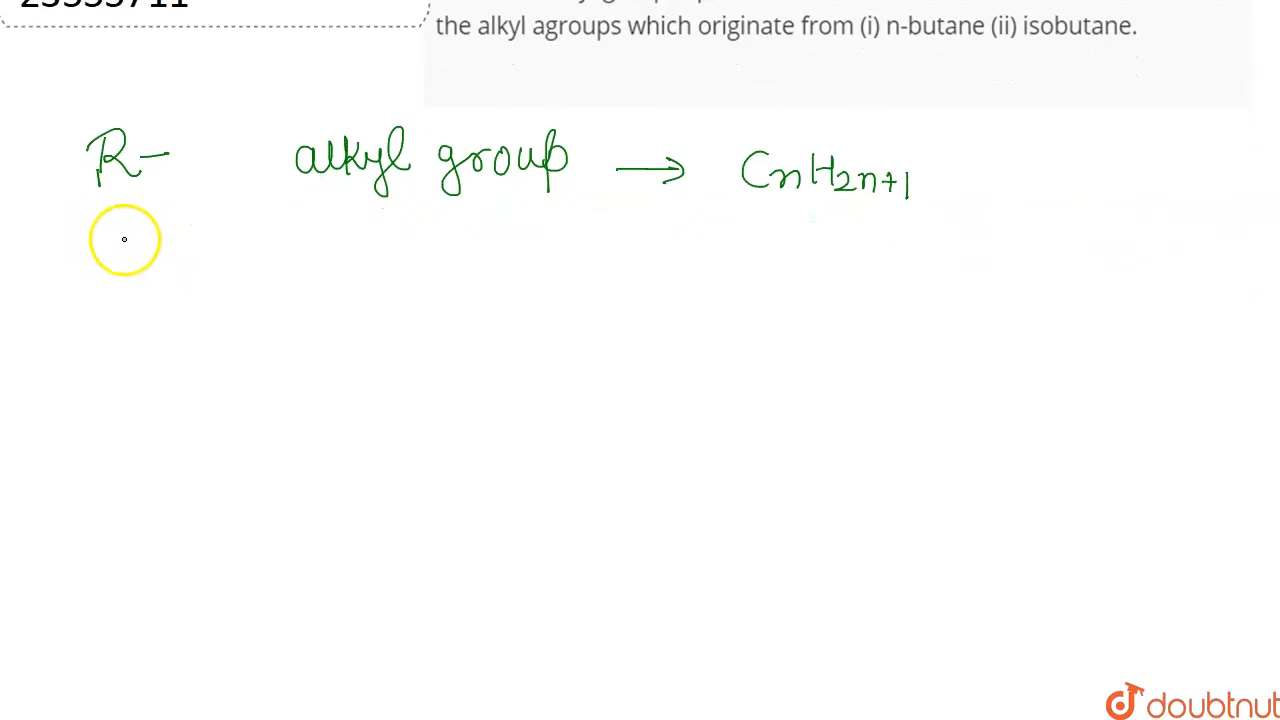 the alkyl agroups which originate from (i) n-butane (ii) isobutane.
R- alkyl group → CnH2n+1
doubtnut